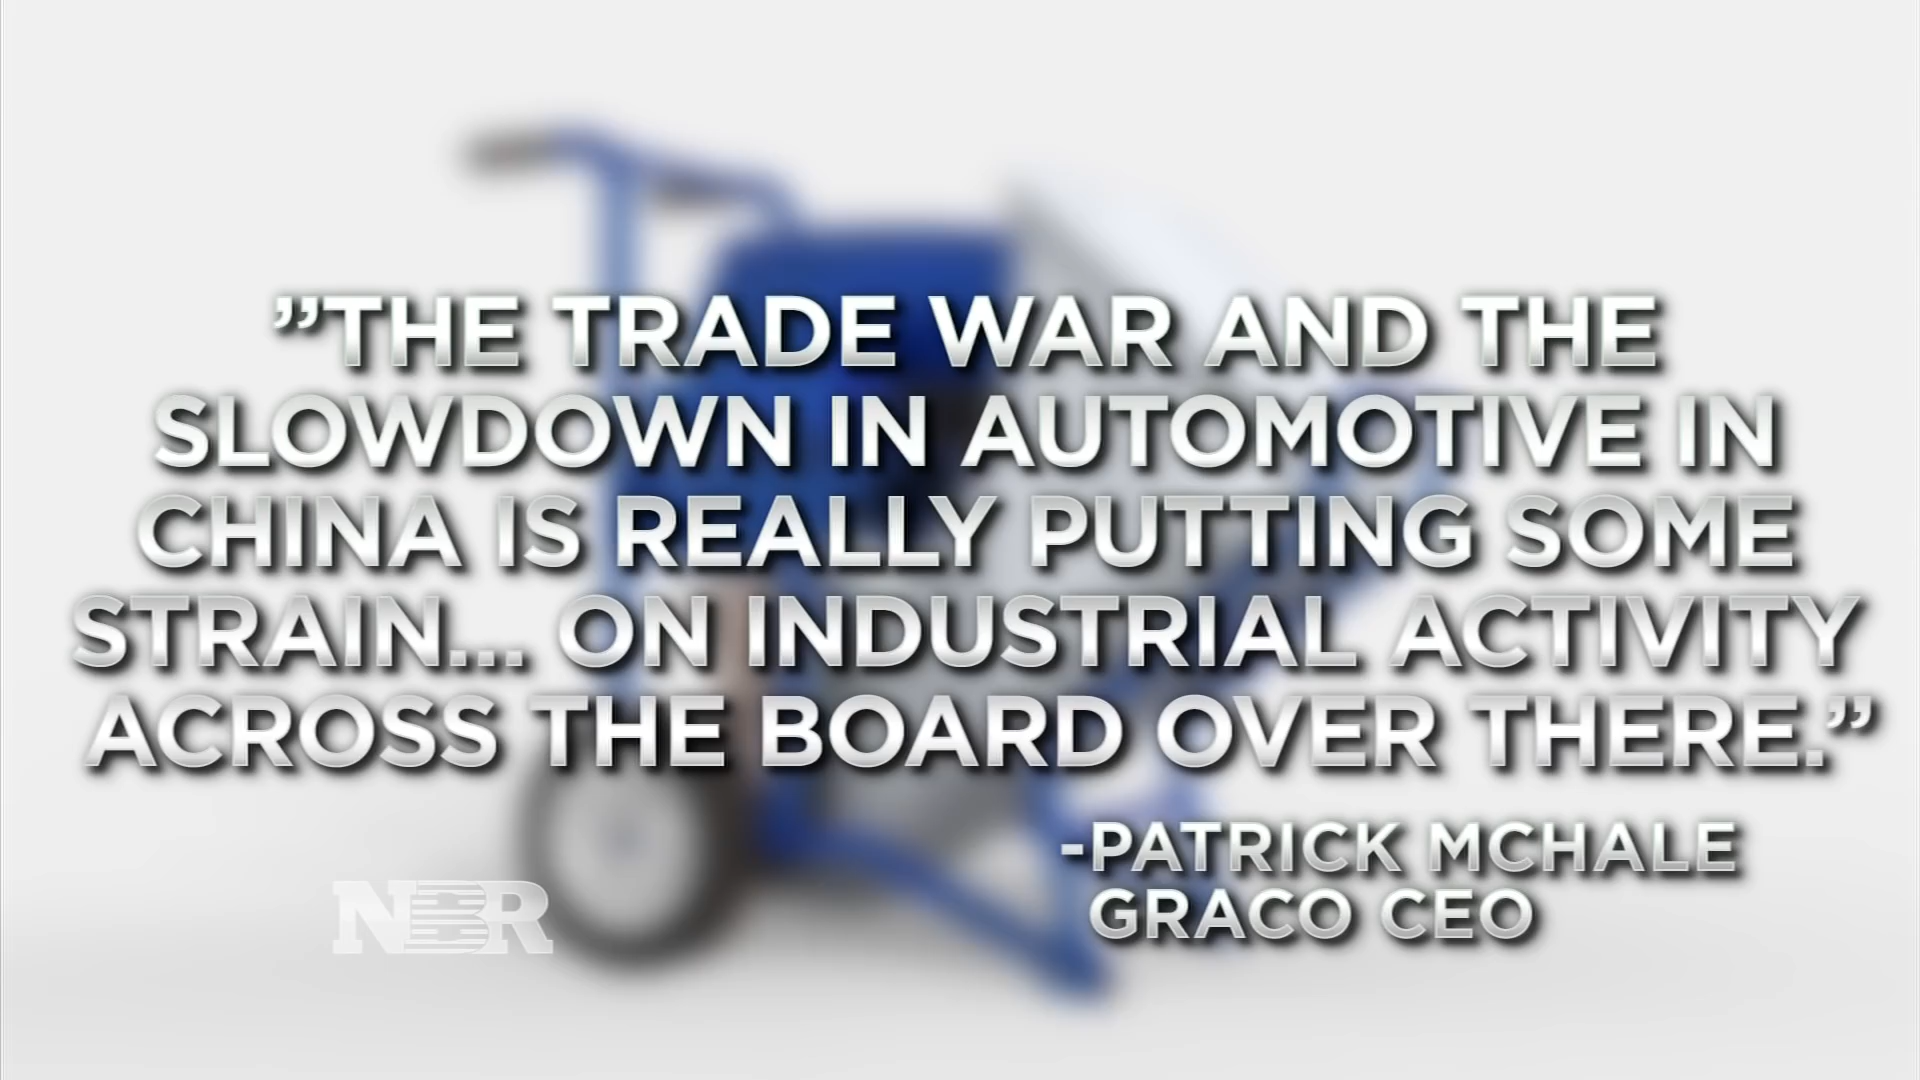 ”THE TRADE WAR AND THE
SLOWDOWN IN AUTOMOTIVE IN
CHINA IS REALLY PUTTING SOME
STRAIN... ON INDUSTRIAL ACTIVITY
ACROSS THE BOARD OVER THERE.”
-PATRICK MCHALE
GRACO CEO
NBR